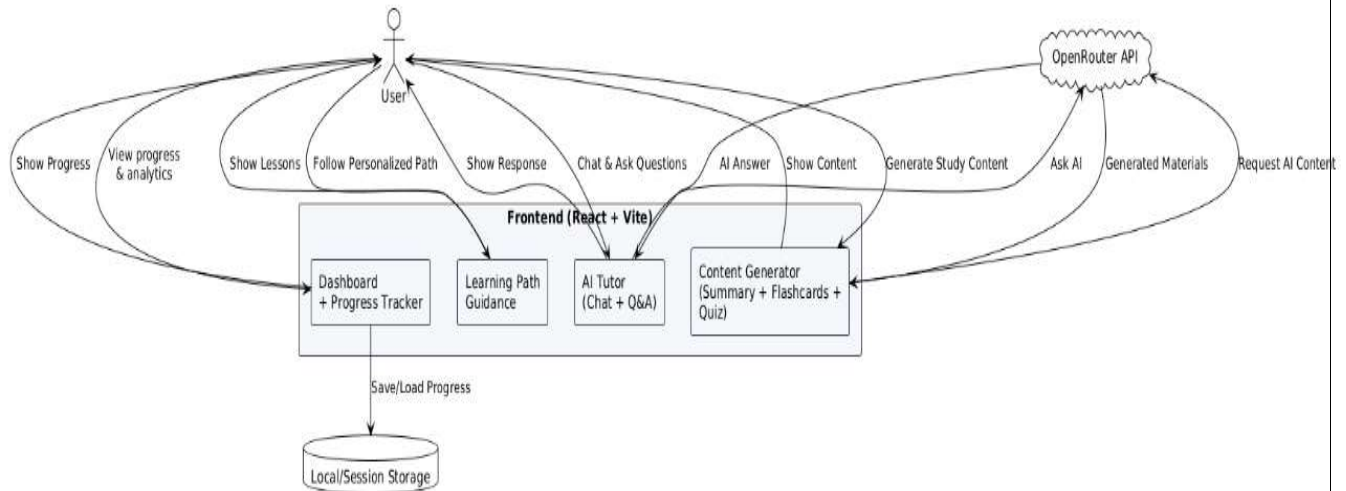 User
OpenRouter API
Show Progress
View progress
& analytics
Show Lessons
Follow Personalized Path
Show Response
Chat & Ask Questions
AI Answer
Show Content
Generate Study Content
Ask AI
Generated Materials
Request AI Content
Frontend (React + Vite)
Dashboard
+ Progress Tracker
Learning Path
Guidance
AI Tutor
(Chat + Q&A)
Content Generator
(Summary + Flashcards +
Quiz)
Save/Load Progress
Local/Session Storage